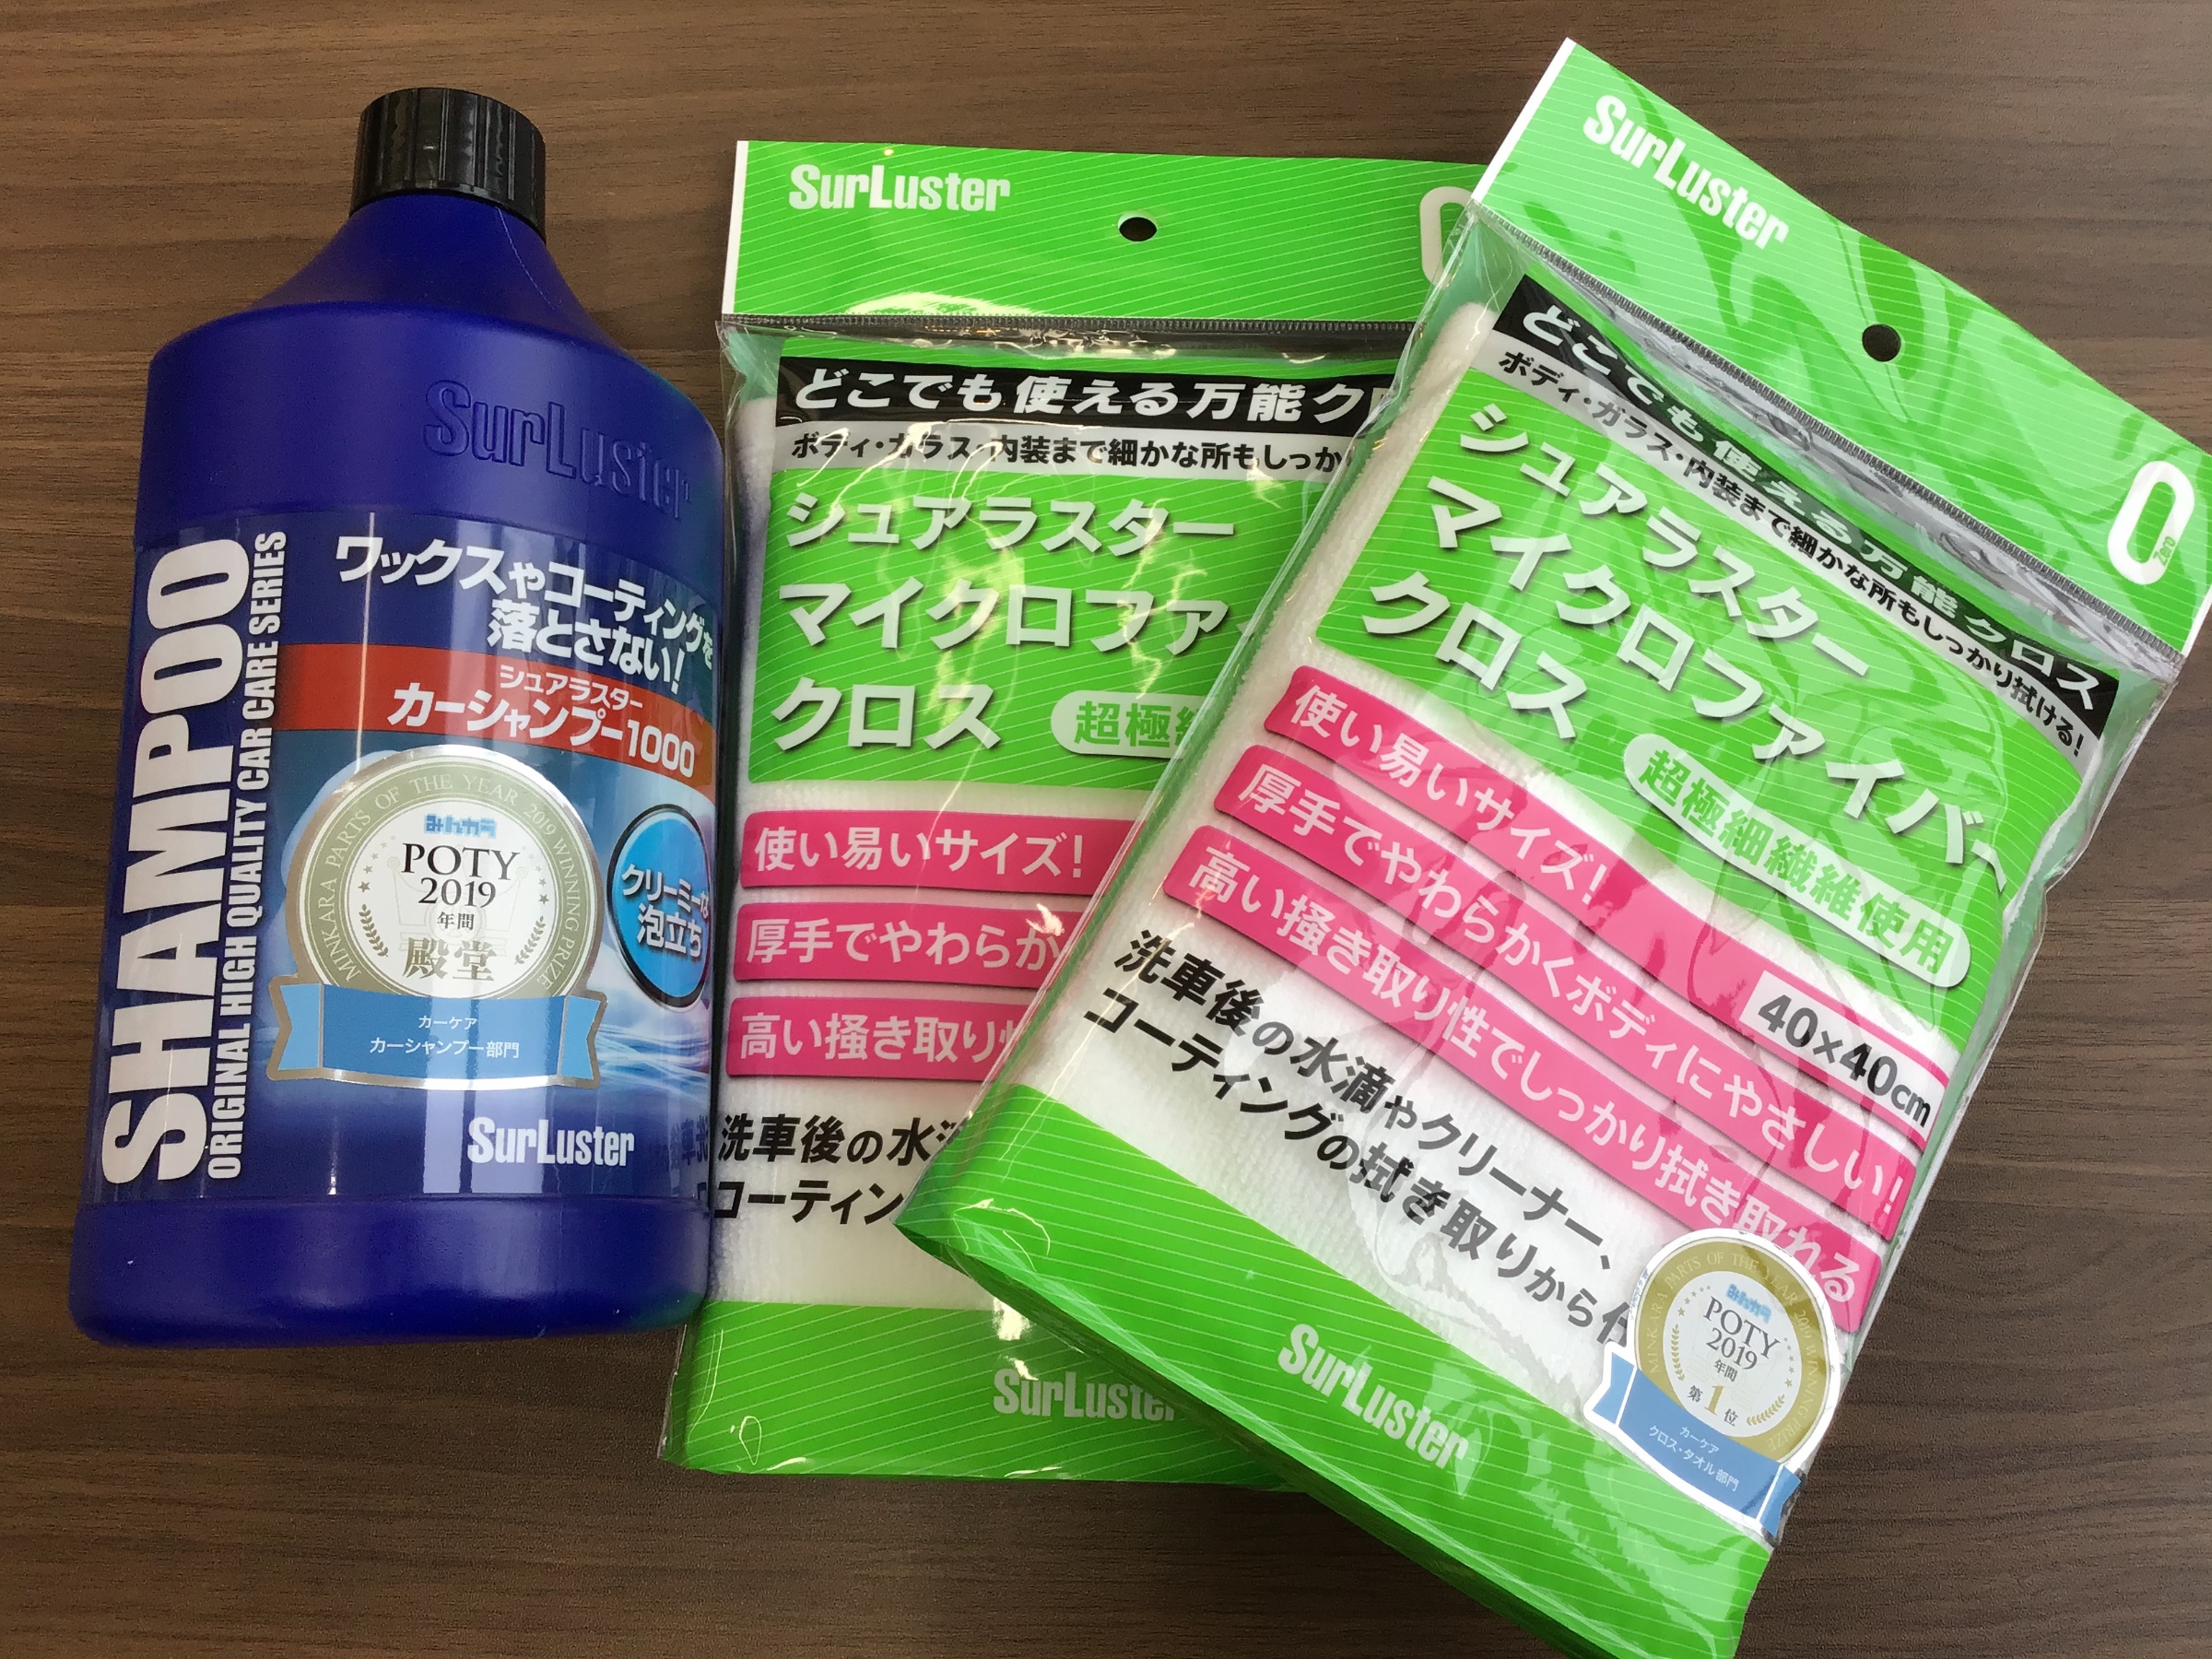 SurLuster
SHAMPOO
ORIGINAL HIGH QUALITY CAR CARE SERIES
ワックスやコーティングを
落とさない!
シュアラスター
カーシャンプー1000
MINKARA PARTS OF THE YEAR 2019 WINNING PRIZE
みんカラ
POTY
2019
年間
殿堂
カーケア
カーシャンプー部門
クリーミーな
泡立ち
SurLuster
SurLuster
どこでも使える万能ク
ボディ・ガラス・内装まで細かな所もしっか
シュアラスター
マイクロファイ
クロス
超極
使い易いサイズ!
厚手でやわらか
高い掻き取り性
洗車後の水
コーティン
SurLuster
SurLuster
0
Zero
どこでも使える万能クロス
ボディ・ガラス・内装まで細かな所もしっかり拭ける!
シュアラスター
マイクロファイバー
クロス
超極細繊維使用
使い易いサイズ!
40×40cm
厚手でやわらかくボディにやさしい!
高い掻き取り性でしっかり拭き取れる
洗車後の水滴やクリーナー、
コーティングの拭き取りから
SurLuster
MINKARA PARTS OF THE YEAR 2019 WINNING PRIZE
みんカラ
POTY
2019
年間
第1位
カーケア
クロス・タオル部門